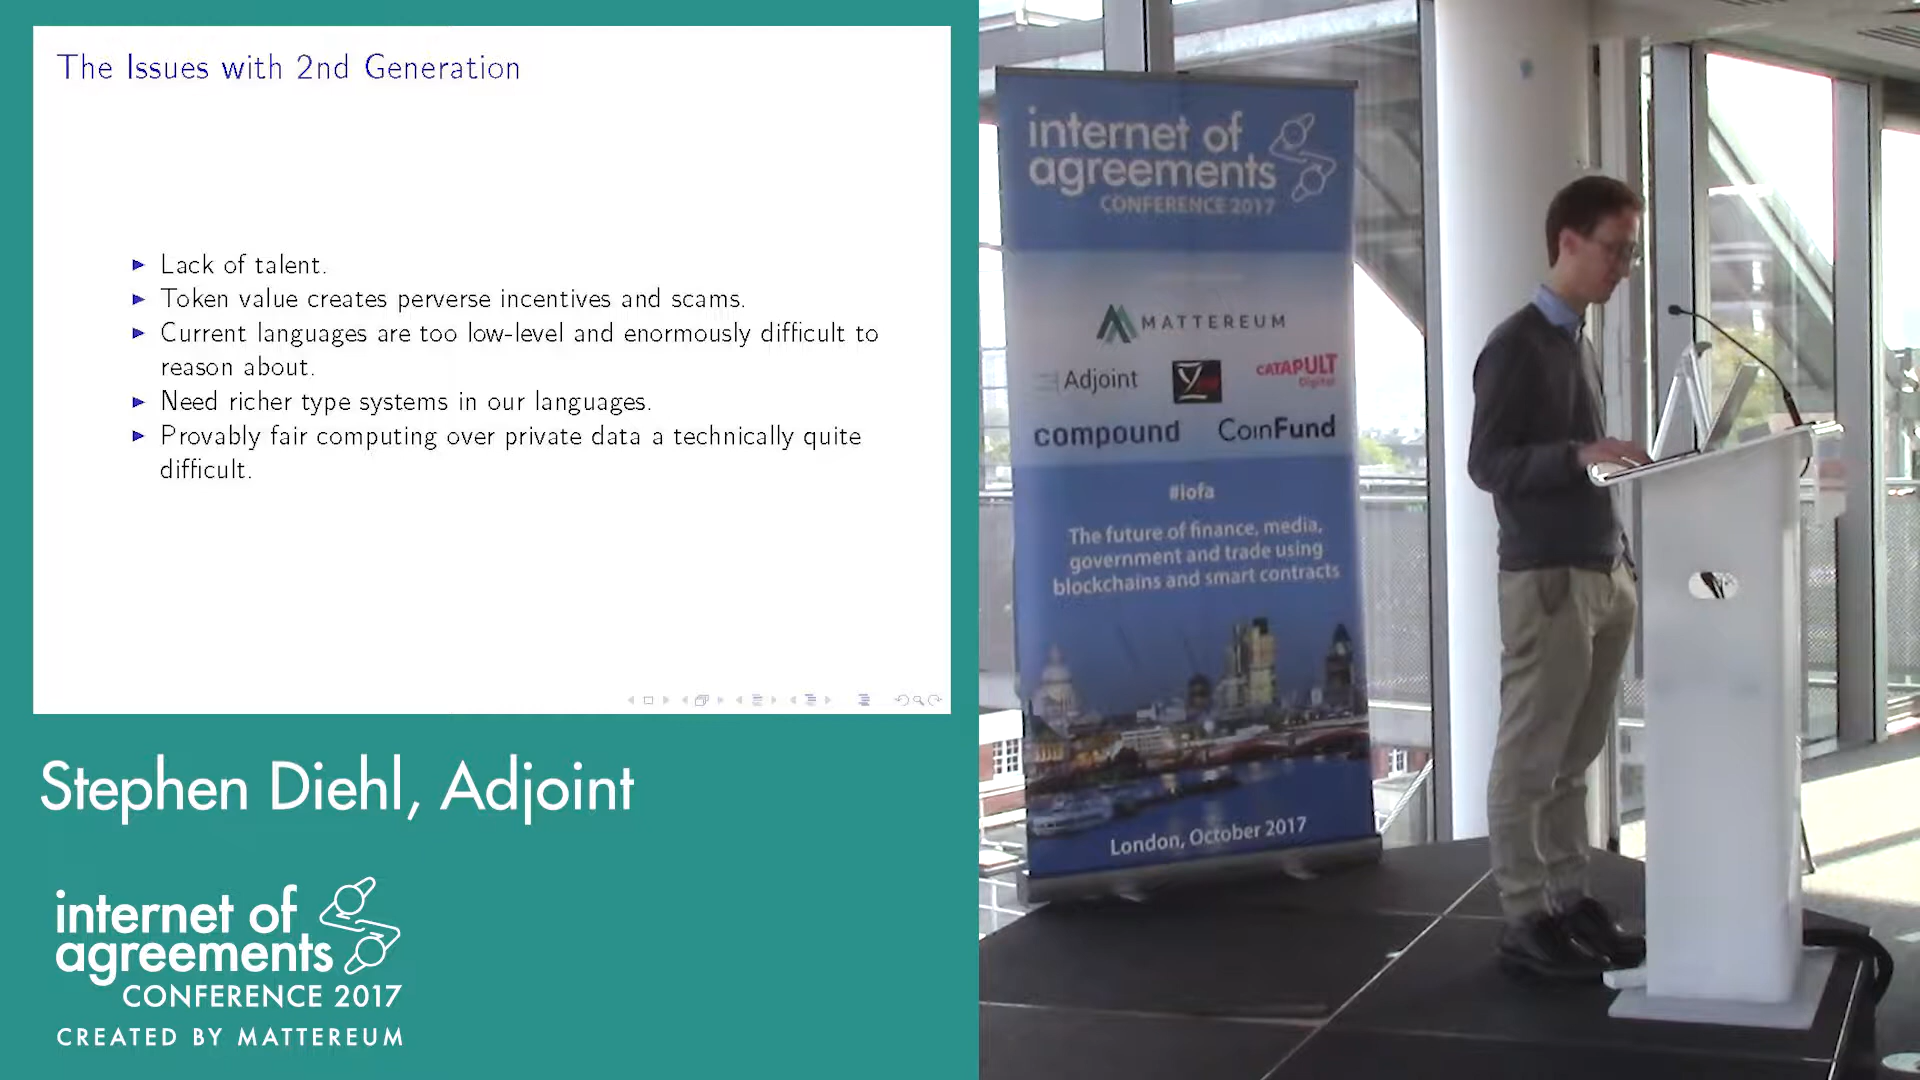 The Issues with 2nd Generation
Lack of talent.
Token value creates perverse incentives and scams.
Current languages are too low-level and enormously difficult to
reason about.
Need richer type systems in our languages.
Provably fair computing over private data a technically quite
difficult.
Stephen Diehl, Adjoint
internet of
agreements
CONFERENCE 2017
CREATED BY MATTEREUM
internet of
agreements
CONFERENCE 2017
MATTEREUM
Adjoint
CATAPULT
Digital
compound
CoinFund
#iofa
The future of finance, media,
government and trade using
blockchains and smart contracts
London, October 2017